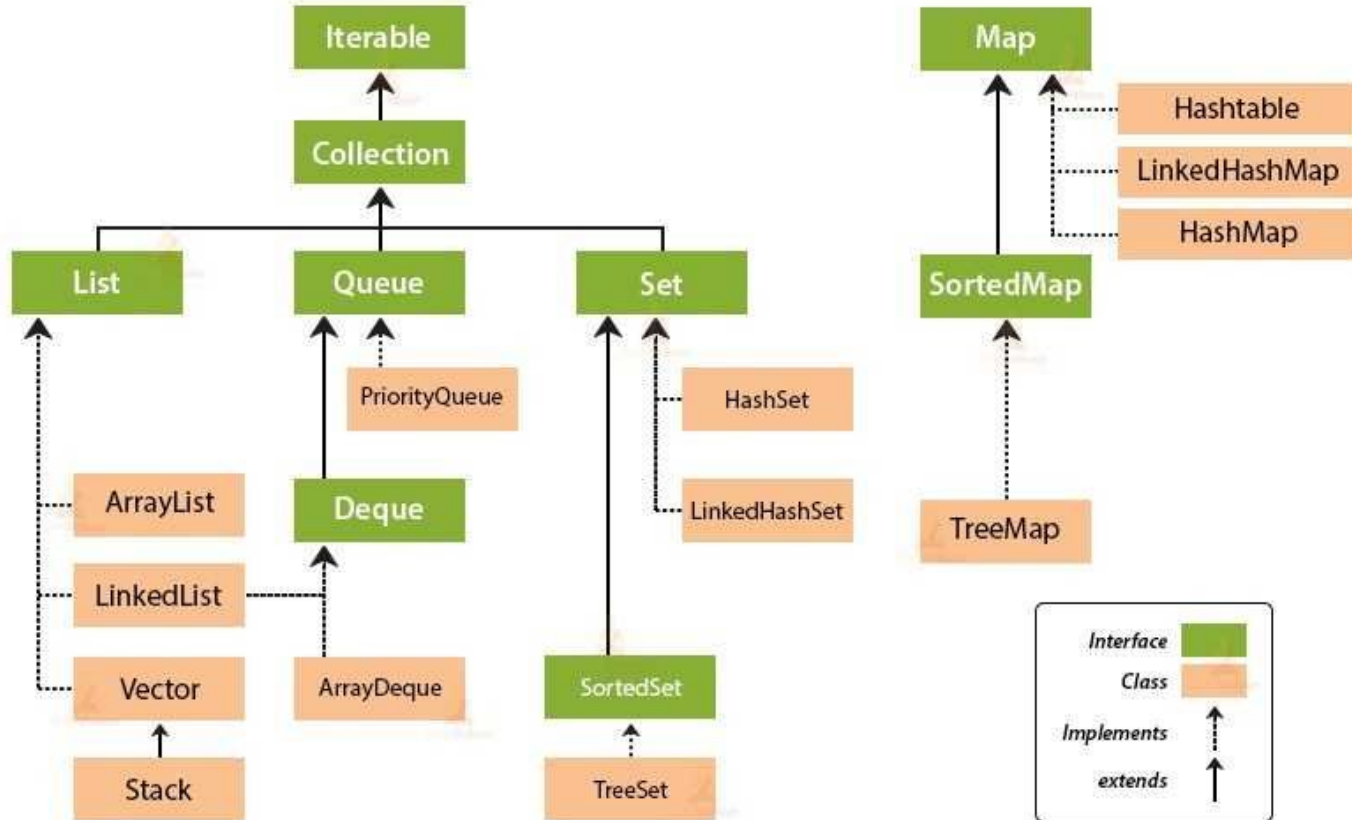 Iterable
Map
Hashtable
Collection
LinkedHashMap
HashMap
List
Queue
Set
SortedMap
PriorityQueue
HashSet
ArrayList
Deque
LinkedHashSet
TreeMap
LinkedList
Interface
Vector
ArrayDeque
SortedSet
Class
Implements
Stack
TreeSet
extends